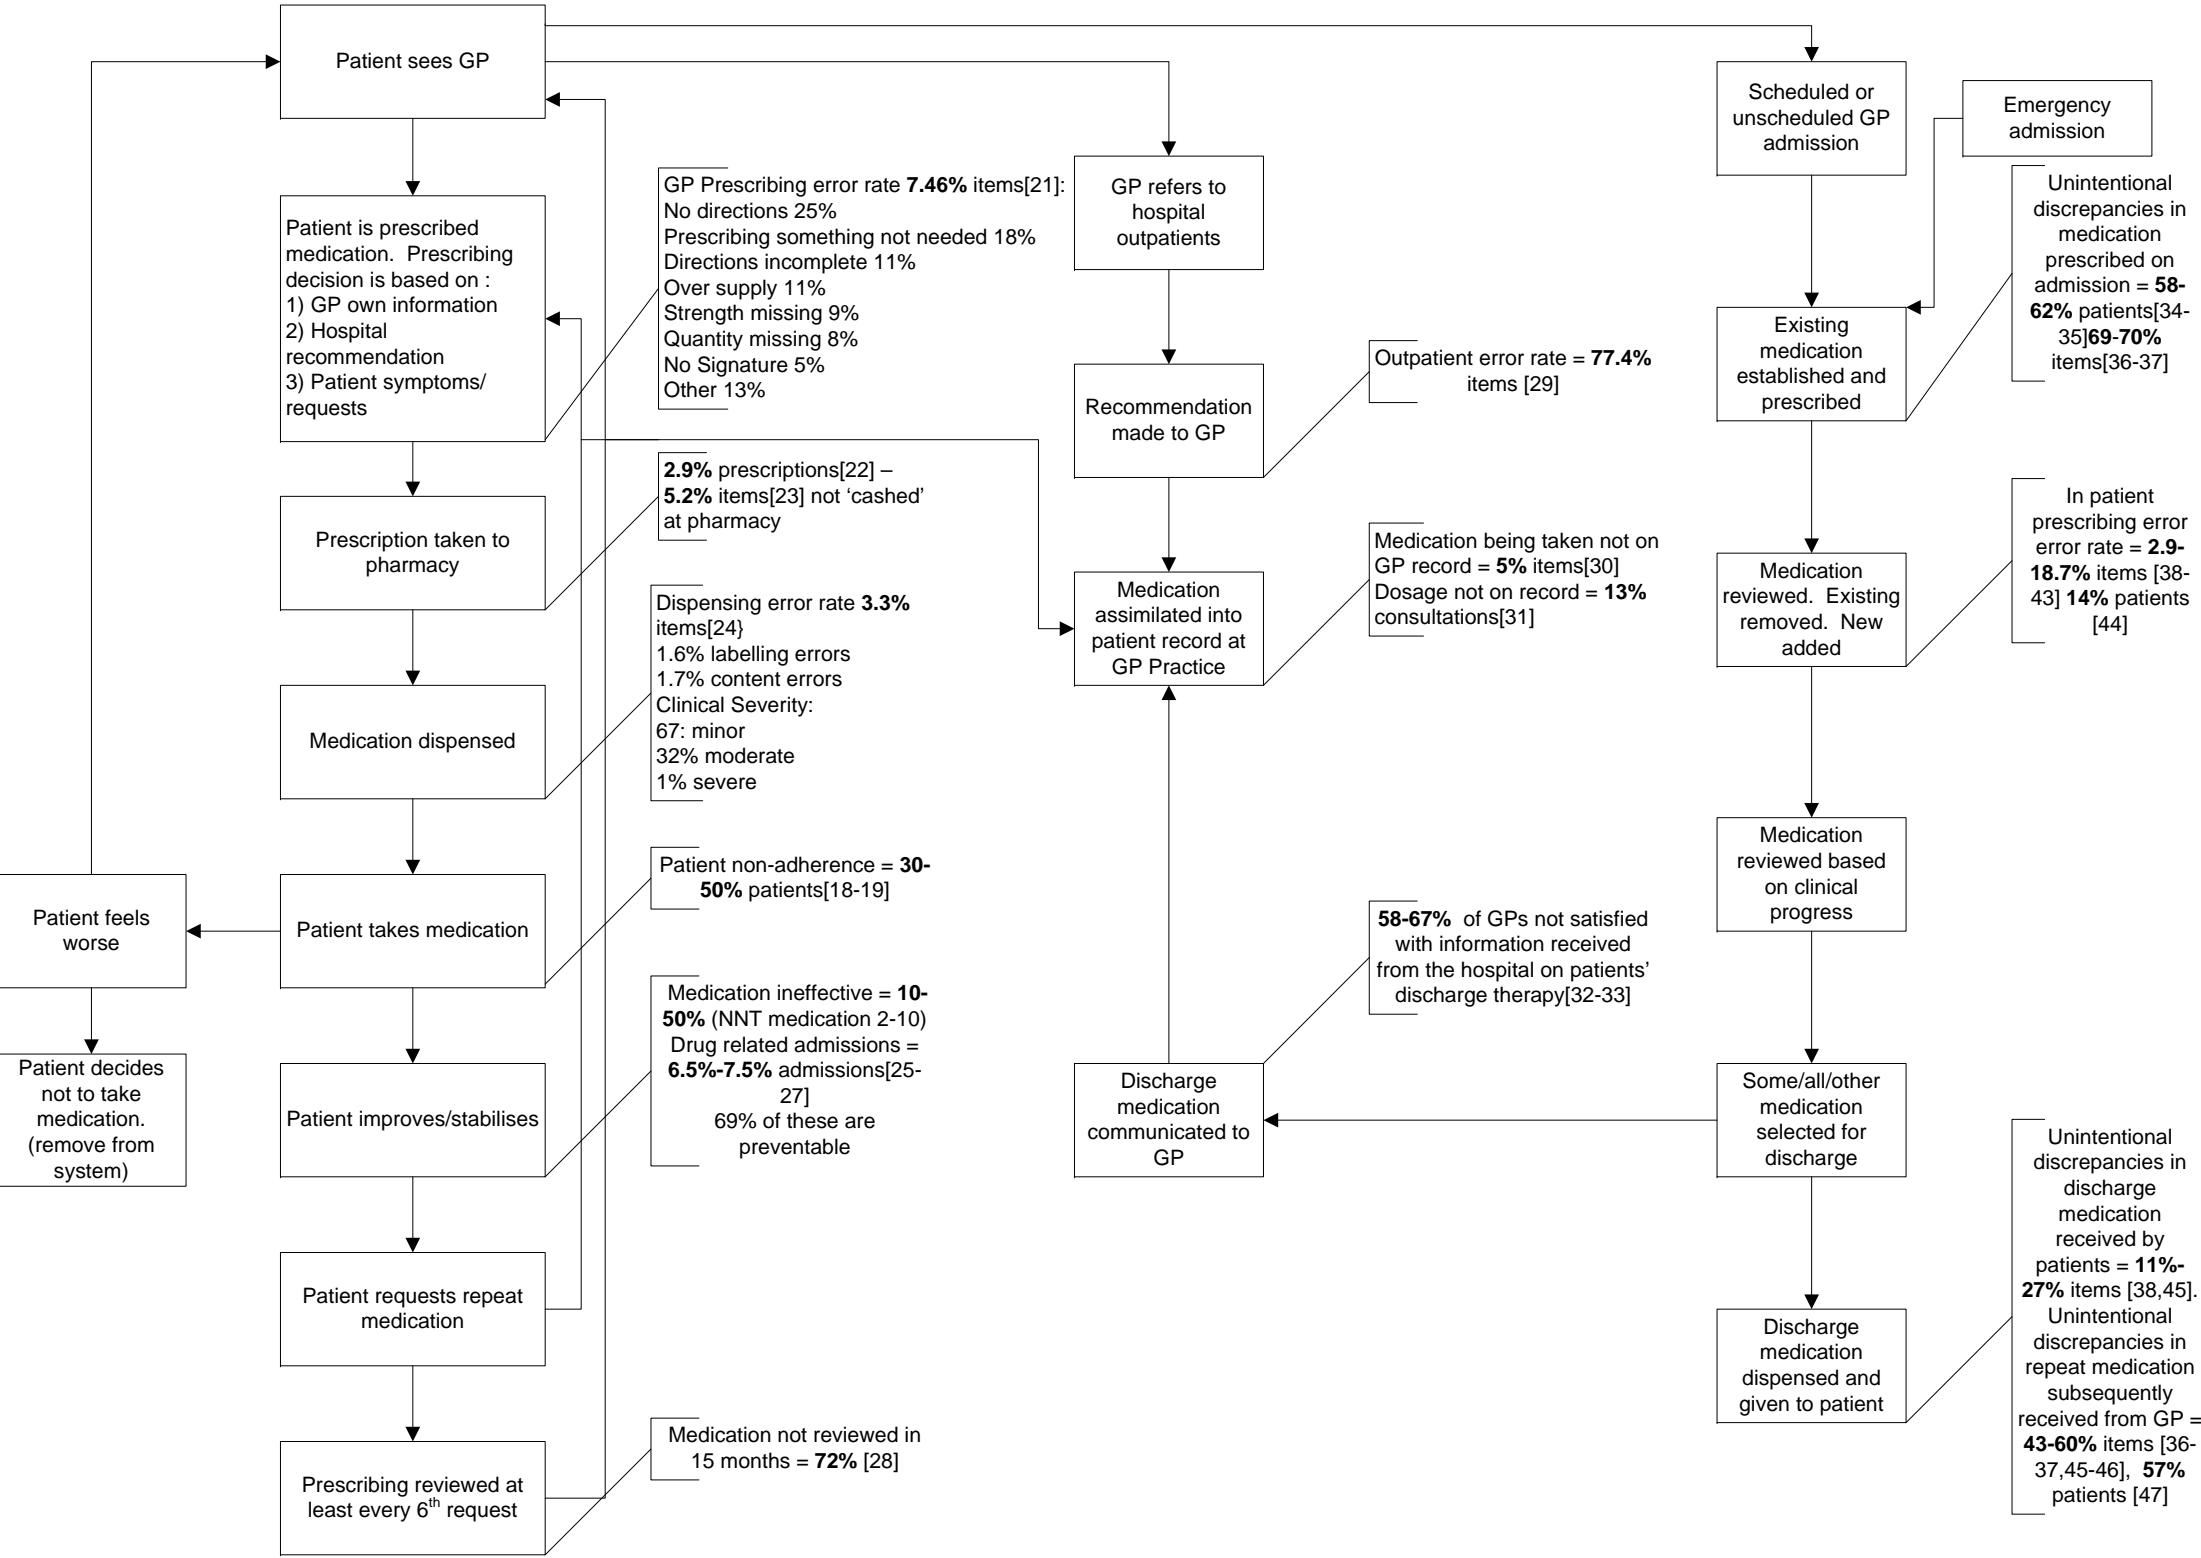 Patient sees GP
Patient is prescribed
medication.  Prescribing
decision is based on :
1) GP own information
2) Hospital
recommendation
3) Patient symptoms/
requests
Prescription taken to
pharmacy
Medication dispensed
Patient takes medication
Patient feels
worse
Patient decides
not to take
medication.
(remove from
system)
Patient improves/stabilises
Patient requests repeat
medication
Prescribing reviewed at
least every 6th request
GP Prescribing error rate 7.46% items[21]:
No directions 25%
Prescribing something not needed 18%
Directions incomplete 11%
Over supply 11%
Strength missing 9%
Quantity missing 8%
No Signature 5%
Other 13%
2.9% prescriptions[22] –
5.2% items[23] not ‘cashed’
at pharmacy
Dispensing error rate 3.3%
items[24}
1.6% labelling errors
1.7% content errors
Clinical Severity:
67: minor
32% moderate
1% severe
Patient non-adherence = 30-
50% patients[18-19]
Medication ineffective = 10-
50% (NNT medication 2-10)
Drug related admissions =
6.5%-7.5% admissions[25-
27]
69% of these are
preventable
Medication not reviewed in
15 months = 72% [28]
GP refers to
hospital
outpatients
Recommendation
made to GP
Medication
assimilated into
patient record at
GP Practice
Discharge
medication
communicated to
GP
Outpatient error rate = 77.4%
items [29]
Medication being taken not on
GP record = 5% items[30]
Dosage not on record = 13%
consultations[31]
58-67%  of GPs not satisfied
with information received
from the hospital on patients’
discharge therapy[32-33]
Scheduled or
unscheduled GP
admission
Emergency
admission
Existing
medication
established and
prescribed
Medication
reviewed.  Existing
removed.  New
added
Medication
reviewed based
on clinical
progress
Some/all/other
medication
selected for
discharge
Discharge
medication
dispensed and
given to patient
Unintentional
discrepancies in
medication
prescribed on
admission = 58-
62% patients[34-
35]69-70%
items[36-37]
In patient
prescribing error
error rate = 2.9-
18.7% items [38-
43] 14% patients
[44]
Unintentional
discrepancies in
discharge
medication
received by
patients = 11%-
27% items [38,45].
Unintentional
discrepancies in
repeat medication
subsequently
received from GP =
43-60% items [36-
37,45-46],  57%
patients [47]